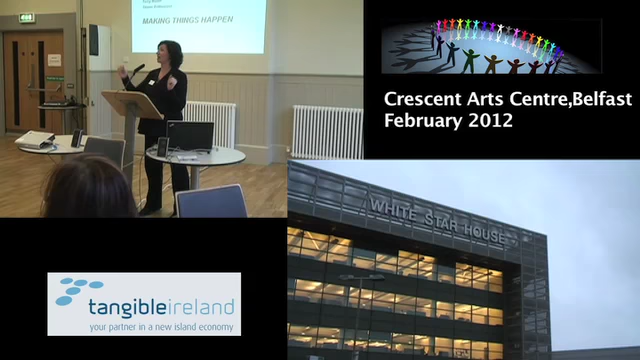 MAKING THINGS HAPPEN
Crescent Arts Centre,Belfast
February 2012
WHITE STAR HOUSE
tangibleireland
your partner in a new island economy